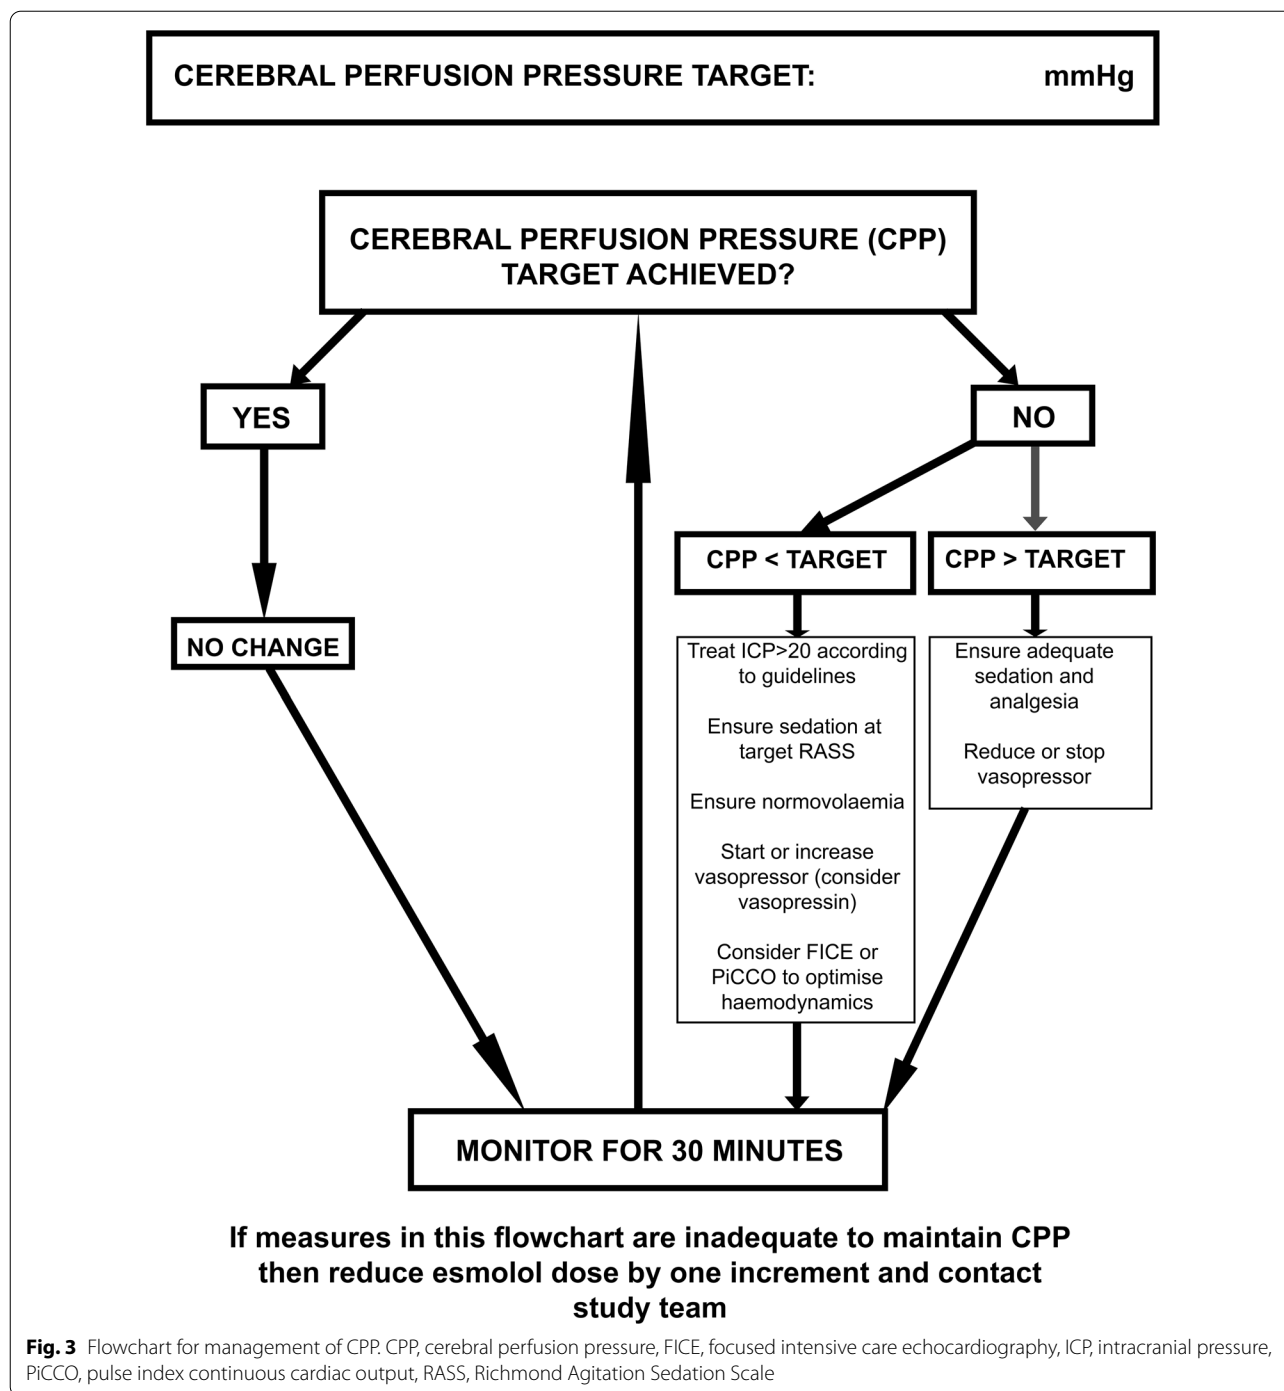 CEREBRAL PERFUSION PRESSURE TARGET: mmHg
CEREBRAL PERFUSION PRESSURE (CPP)
TARGET ACHIEVED?
YES
NO
NO CHANGE
CPP < TARGET
CPP > TARGET
Treat ICP>20 according
to guidelines
Ensure sedation at
target RASS
Ensure normovolaemia
Start or increase
vasopressor (consider
vasopressin)
Consider FICE or
PiCCO to optimise
haemodynamics
Ensure adequate
sedation and
analgesia
Reduce or stop
vasopressor
MONITOR FOR 30 MINUTES
If measures in this flowchart are inadequate to maintain CPP
then reduce esmolol dose by one increment and contact
study team
Fig. 3 Flowchart for management of CPP. CPP, cerebral perfusion pressure, FICE, focused intensive care echocardiography, ICP, intracranial pressure,
PiCCO, pulse index continuous cardiac output, RASS, Richmond Agitation Sedation Scale